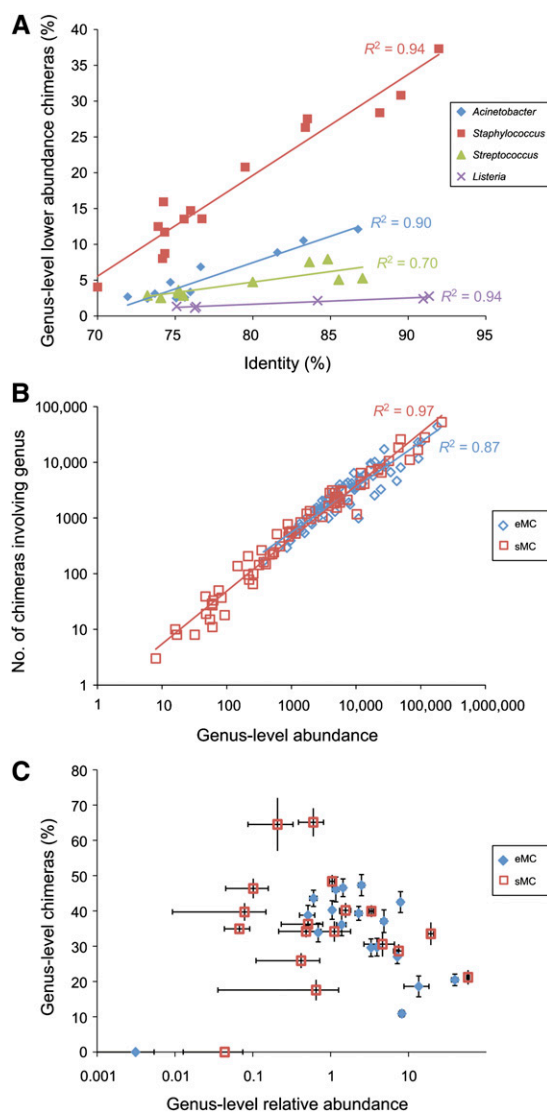 A
Genus-level lower abundance chimeras (%)
40
35
30
25
20
15
10
5
0
70
75
80
85
90
95
Identity (%)
R² = 0.94
R² = 0.90
R² = 0.70
R² = 0.94
Acinetobacter
Staphylococcus
Streptococcus
Listeria
B
No. of chimeras involving genus
100,000
10,000
1000
100
10
1
1
10
100
1000
10,000
100,000
1,000,000
Genus-level abundance
R² = 0.97
R² = 0.87
eMC
sMC
C
Genus-level chimeras (%)
80
70
60
50
40
30
20
10
0
0.001
0.01
0.1
1
10
Genus-level relative abundance
eMC
sMC